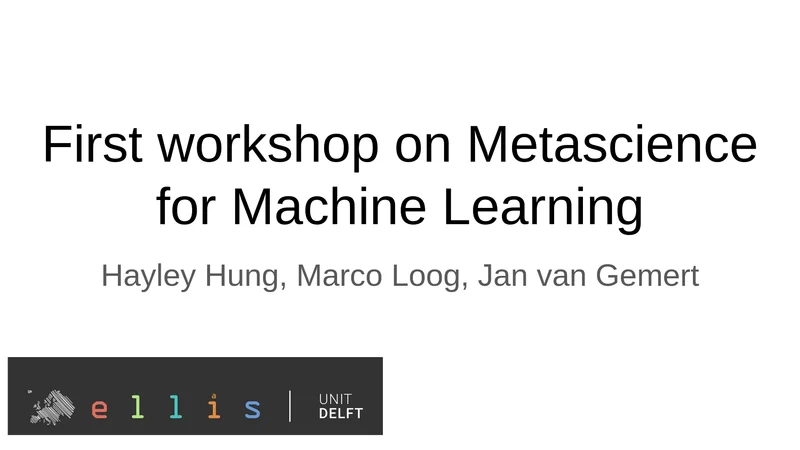 First workshop on Metascience
for Machine Learning
Hayley Hung, Marco Loog, Jan van Gemert
ellis
UNIT
DELFT